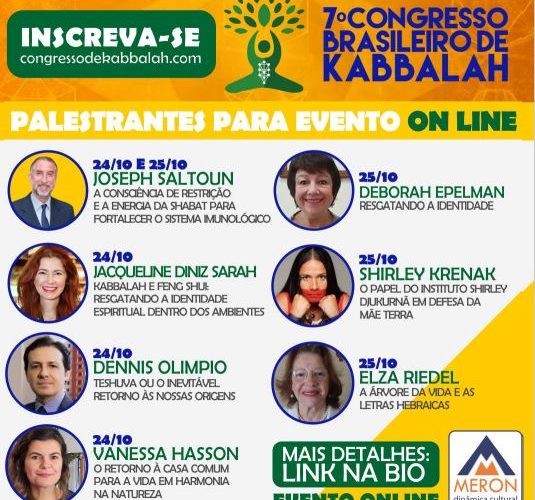 INSCREVA-SE
congressodekabbalah.com
7º CONGRESSO
BRASILEIRO DE
KABBALAH
PALESTRANTES PARA EVENTO ON LINE
24/10 E 25/10
JOSEPH SALTOUN
A CONSCIÊNCIA DE RESTRIÇÃO
E A ENERGIA DA SHABAT PARA
FORTALECER O SISTEMA IMUNOLÓGICO
24/10
JACQUELINE DINIZ SARAH
KABBALAH E FENG SHUI:
RESGATANDO A IDENTIDADE
ESPIRITUAL DENTRO DOS AMBIENTES
24/10
DENNIS OLIMPIO
TESHUVA OU O INEVITÁVEL
RETORNO ÀS NOSSAS ORIGENS
24/10
VANESSA HASSON
O RETORNO À CASA COMUM
PARA A VIDA EM HARMONIA
NA NATUREZA
25/10
DEBORAH EPELMAN
RESGATANDO A IDENTIDADE
25/10
SHIRLEY KRENAK
O PAPEL DO INSTITUTO SHIRLEY
DJUKURNÃ EM DEFESA DA
MÃE TERRA
25/10
ELZA RIEDEL
A ÁRVORE DA VIDA E AS
LETRAS HEBRAICAS
MAIS DETALHES:
LINK NA BIO
EVENTO ONLINE
MERON
dinâmica cultural